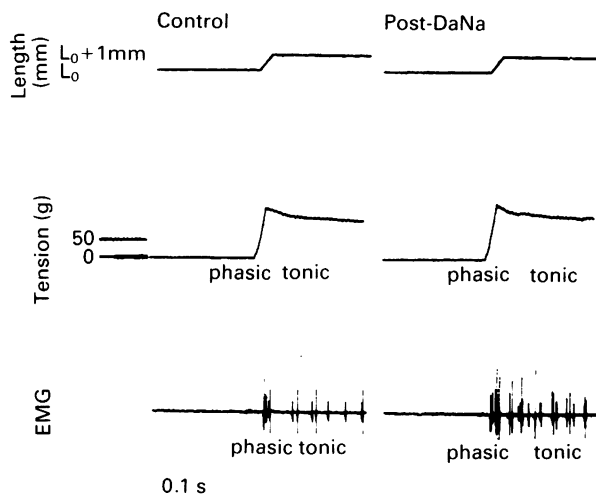 Control
Post-DaNa
Length
(mm)
L₀ + 1mm
L₀
Tension (g)
50
0
phasic tonic
phasic tonic
EMG
phasic tonic
phasic tonic
0.1 s